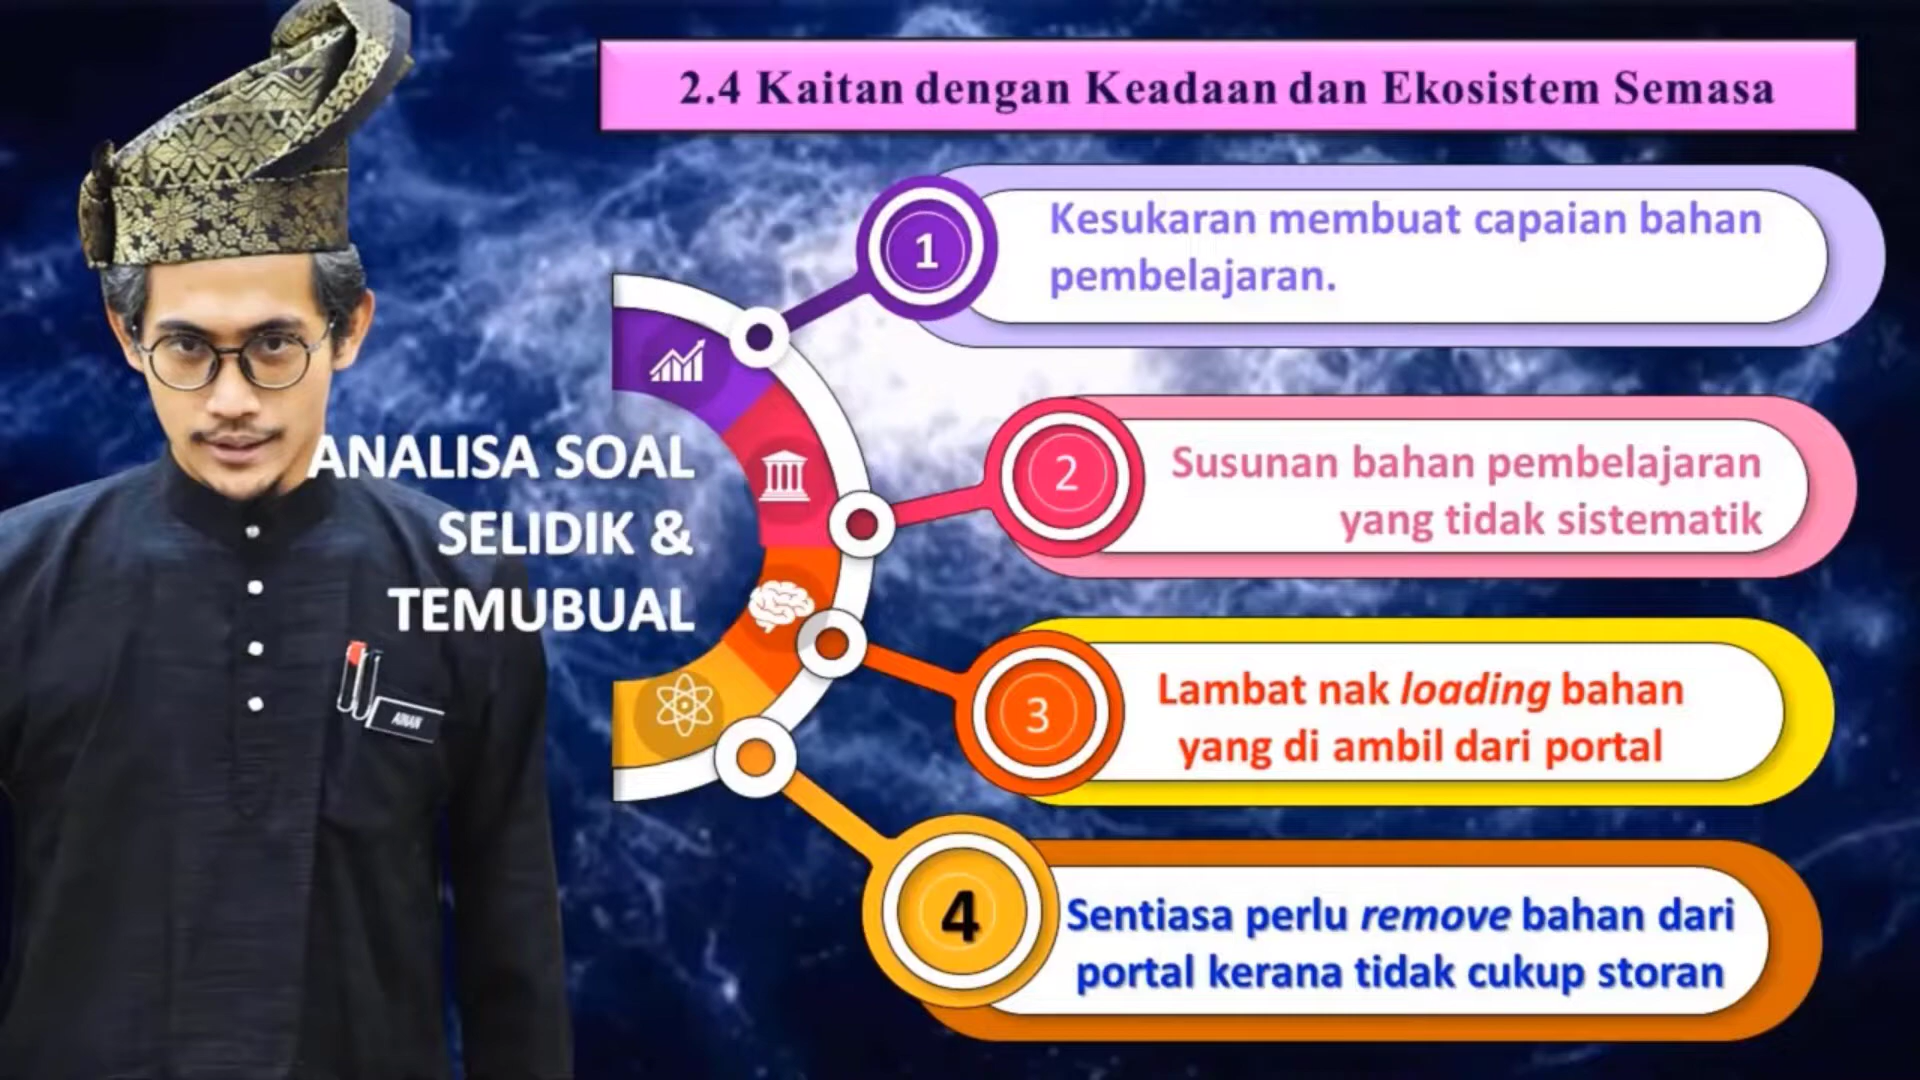 2.4 Kaitan dengan Keadaan dan Ekosistem Semasa
ANALISA SOAL
SELIDIK &
TEMUBUAL
1
Kesukaran membuat capaian bahan
pembelajaran.
2
Susunan bahan pembelajaran
yang tidak sistematik
3
Lambat nak loading bahan
yang di ambil dari portal
4
Sentiasa perlu remove bahan dari
portal kerana tidak cukup storan